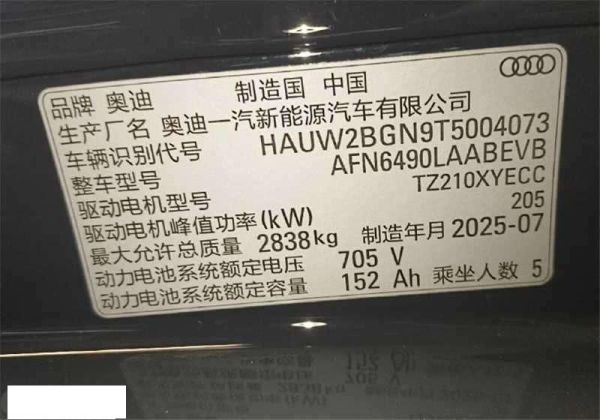 品牌 奥迪 制造国 中国
生产厂名 奥迪一汽新能源汽车有限公司
车辆识别代号 HAUW2BGN9T5004073
整车型号 AFN6490LAABEVB
驱动电机型号 TZ210XYECC
驱动电机峰值功率(kW) 205
最大允许总质量 2838kg 制造年月 2025-07
动力电池系统额定电压 705 V
动力电池系统额定容量 152 Ah 乘坐人数 5